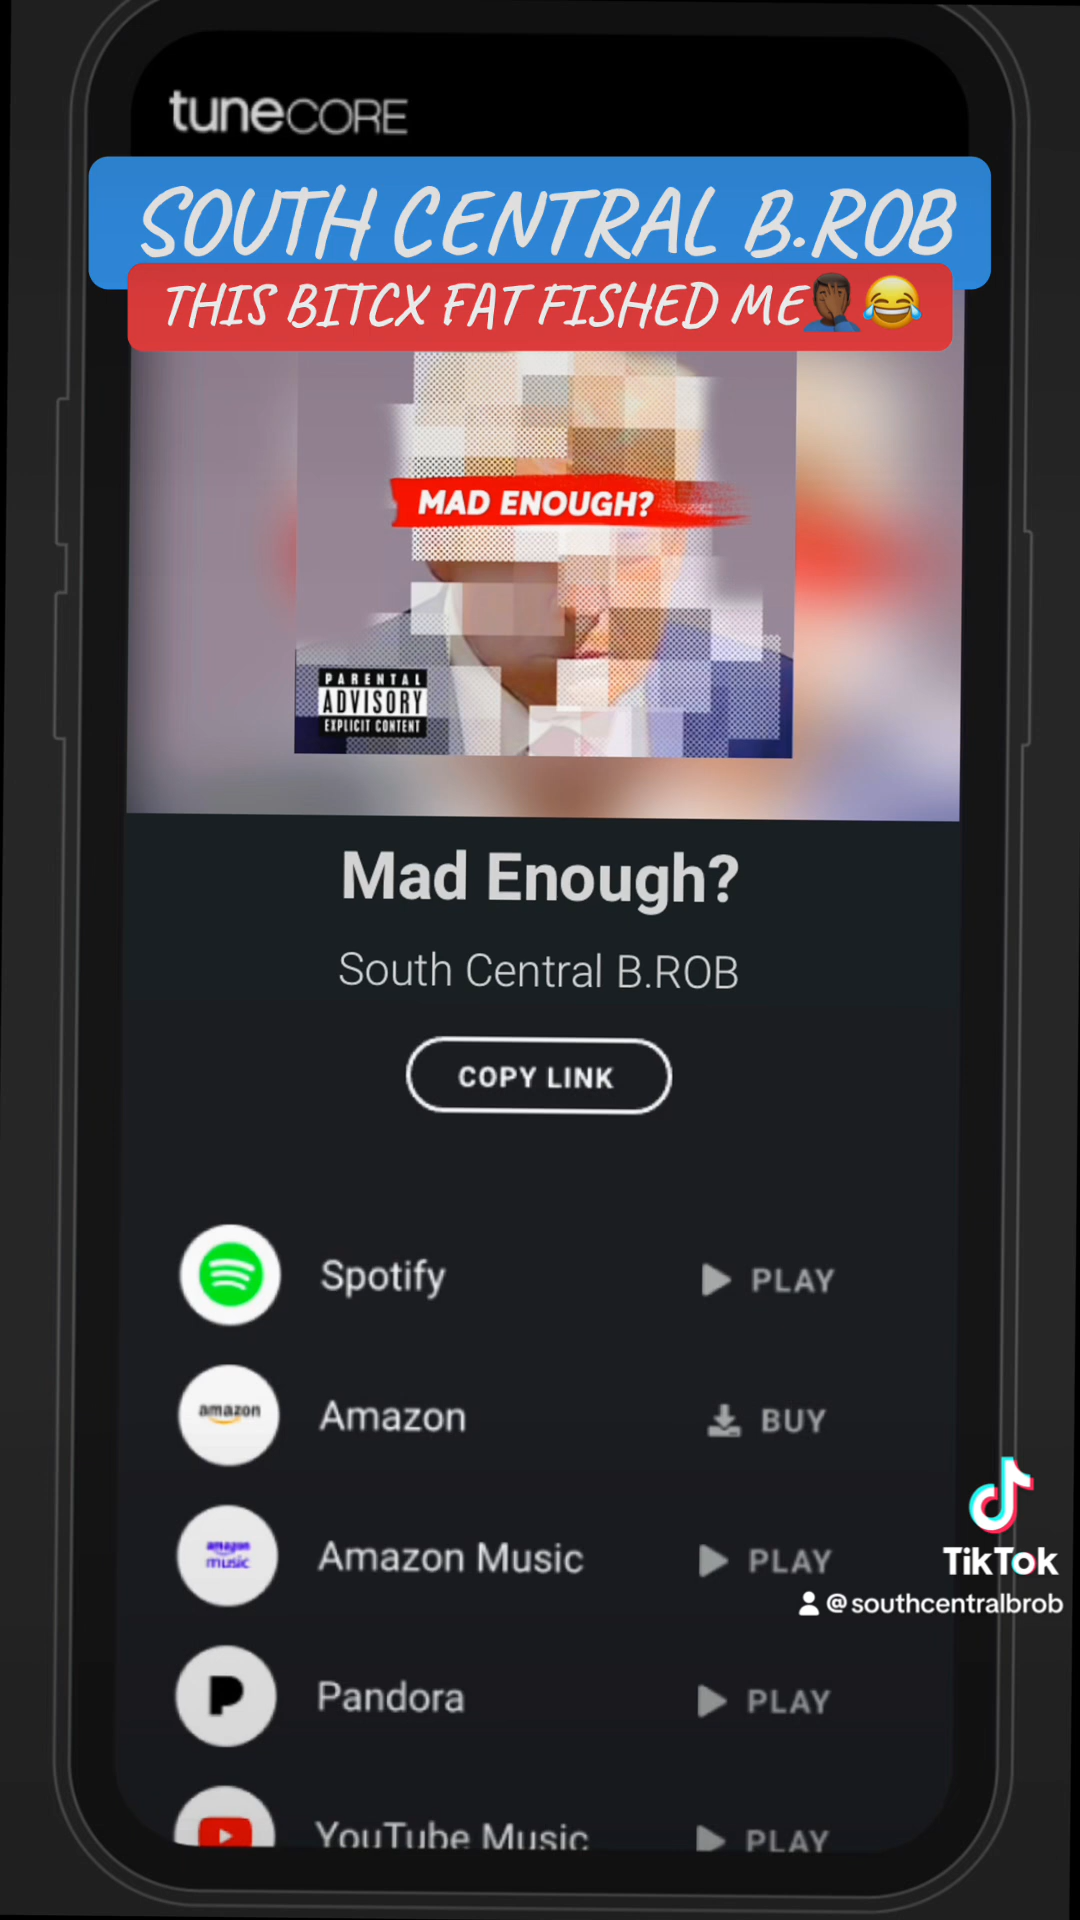 tunecORE
SOUTH CENTRAL B.ROB
THIS BITCX FAT FISHED ME🤦🏾‍♂️😂
MAD ENOUGH?
PARENTAL
ADVISORY
EXPLICIT CONTENT
Mad Enough?
South Central B.ROB
COPY LINK
Spotify PLAY
amazon Amazon BUY
amazon music Amazon Music PLAY
Pandora PLAY
YouTube Music PLAY
TikTok
@southcentralbrob